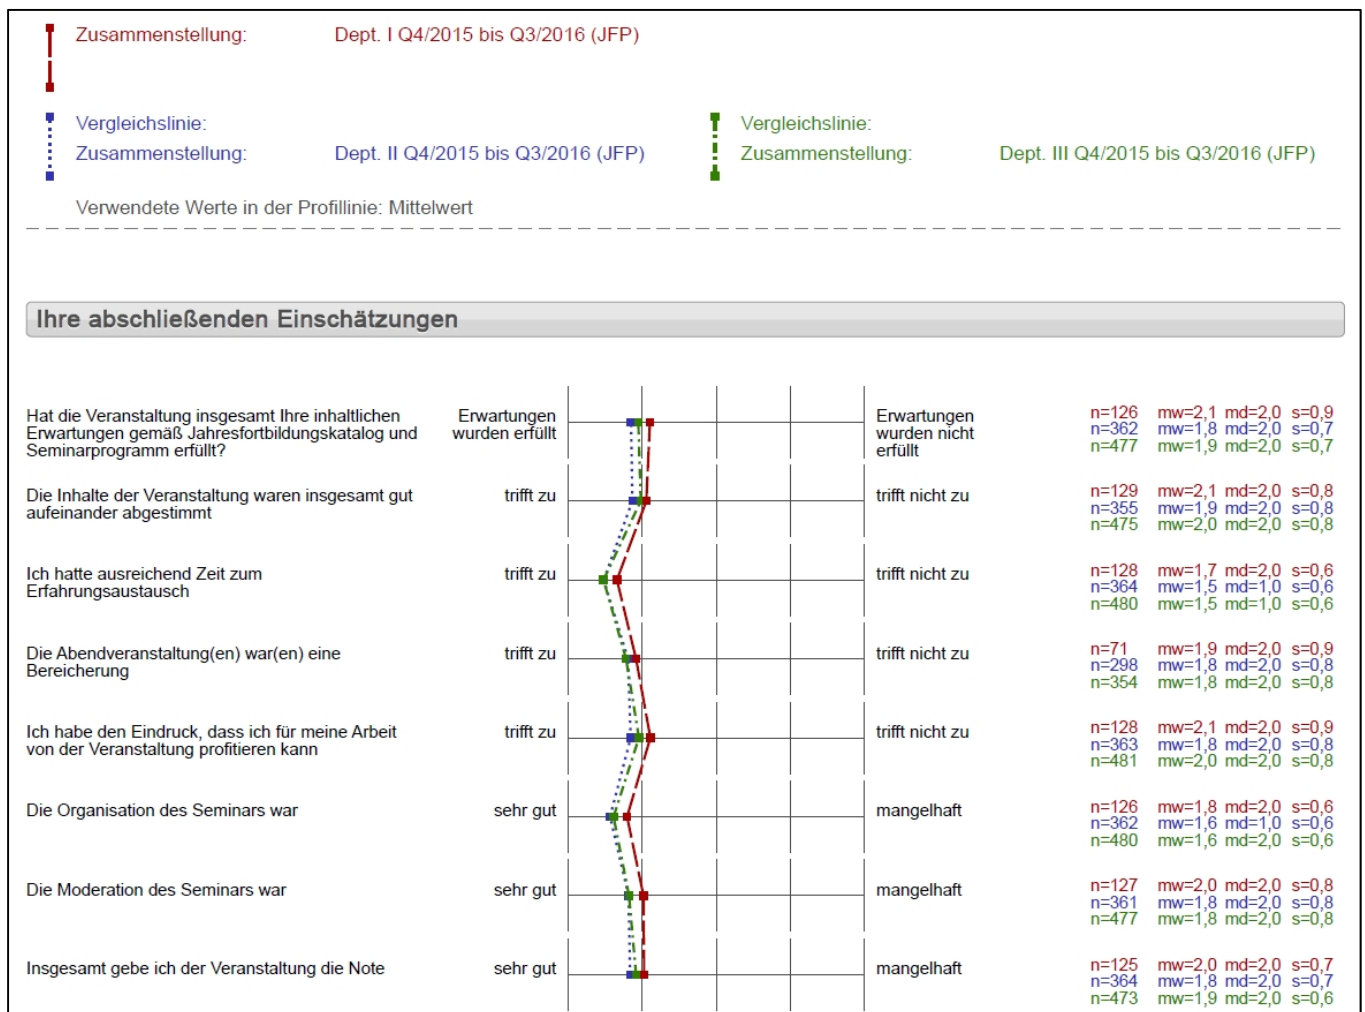 Zusammenstellung: Dept. I Q4/2015 bis Q3/2016 (JFP)
Vergleichslinie:
Zusammenstellung: Dept. II Q4/2015 bis Q3/2016 (JFP)
Vergleichslinie:
Zusammenstellung: Dept. III Q4/2015 bis Q3/2016 (JFP)
Verwendete Werte in der Profillinie: Mittelwert
Ihre abschließenden Einschätzungen
Hat die Veranstaltung insgesamt Ihre inhaltlichen
Erwartungen gemäß Jahresfortbildungskatalog und
Seminarprogramm erfüllt?
Erwartungen
wurden erfüllt
Erwartungen
wurden nicht
erfüllt
n=126 mw=2,1 md=2,0 s=0,9
n=362 mw=1,8 md=2,0 s=0,7
n=477 mw=1,9 md=2,0 s=0,7
Die Inhalte der Veranstaltung waren insgesamt gut
aufeinander abgestimmt
trifft zu
trifft nicht zu
n=129 mw=2,1 md=2,0 s=0,8
n=355 mw=1,9 md=2,0 s=0,8
n=475 mw=2,0 md=2,0 s=0,8
Ich hatte ausreichend Zeit zum
Erfahrungsaustausch
trifft zu
trifft nicht zu
n=128 mw=1,7 md=2,0 s=0,6
n=364 mw=1,5 md=1,0 s=0,6
n=480 mw=1,5 md=1,0 s=0,6
Die Abendveranstaltung(en) war(en) eine
Bereicherung
trifft zu
trifft nicht zu
n=71 mw=1,9 md=2,0 s=0,9
n=298 mw=1,8 md=2,0 s=0,8
n=354 mw=1,8 md=2,0 s=0,8
Ich habe den Eindruck, dass ich für meine Arbeit
von der Veranstaltung profitieren kann
trifft zu
trifft nicht zu
n=128 mw=2,1 md=2,0 s=0,9
n=363 mw=1,8 md=2,0 s=0,8
n=481 mw=2,0 md=2,0 s=0,8
Die Organisation des Seminars war
sehr gut
mangelhaft
n=126 mw=1,8 md=2,0 s=0,6
n=362 mw=1,6 md=1,0 s=0,6
n=480 mw=1,6 md=2,0 s=0,6
Die Moderation des Seminars war
sehr gut
mangelhaft
n=127 mw=2,0 md=2,0 s=0,8
n=361 mw=1,8 md=2,0 s=0,8
n=477 mw=1,8 md=2,0 s=0,8
Insgesamt gebe ich der Veranstaltung die Note
sehr gut
mangelhaft
n=125 mw=2,0 md=2,0 s=0,7
n=364 mw=1,8 md=2,0 s=0,7
n=473 mw=1,9 md=2,0 s=0,6